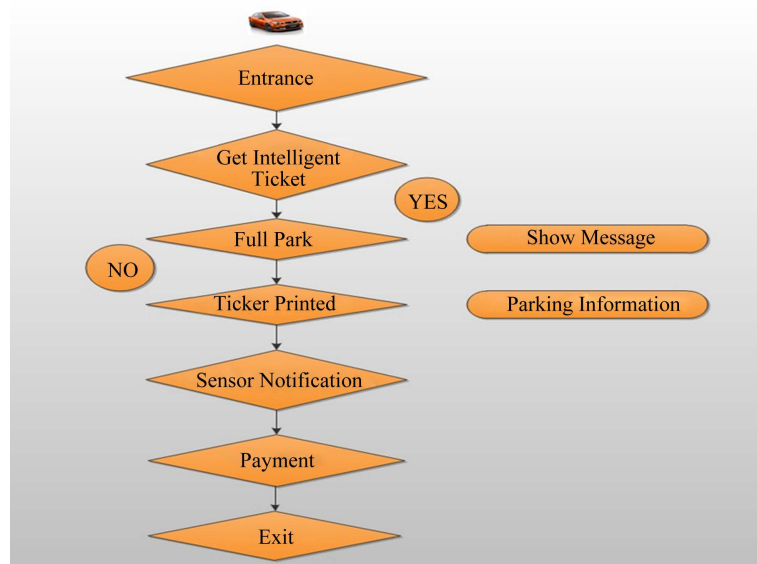 Entrance
Get Intelligent
Ticket
YES
Full Park
Show Message
NO
Ticker Printed
Parking Information
Sensor Notification
Payment
Exit